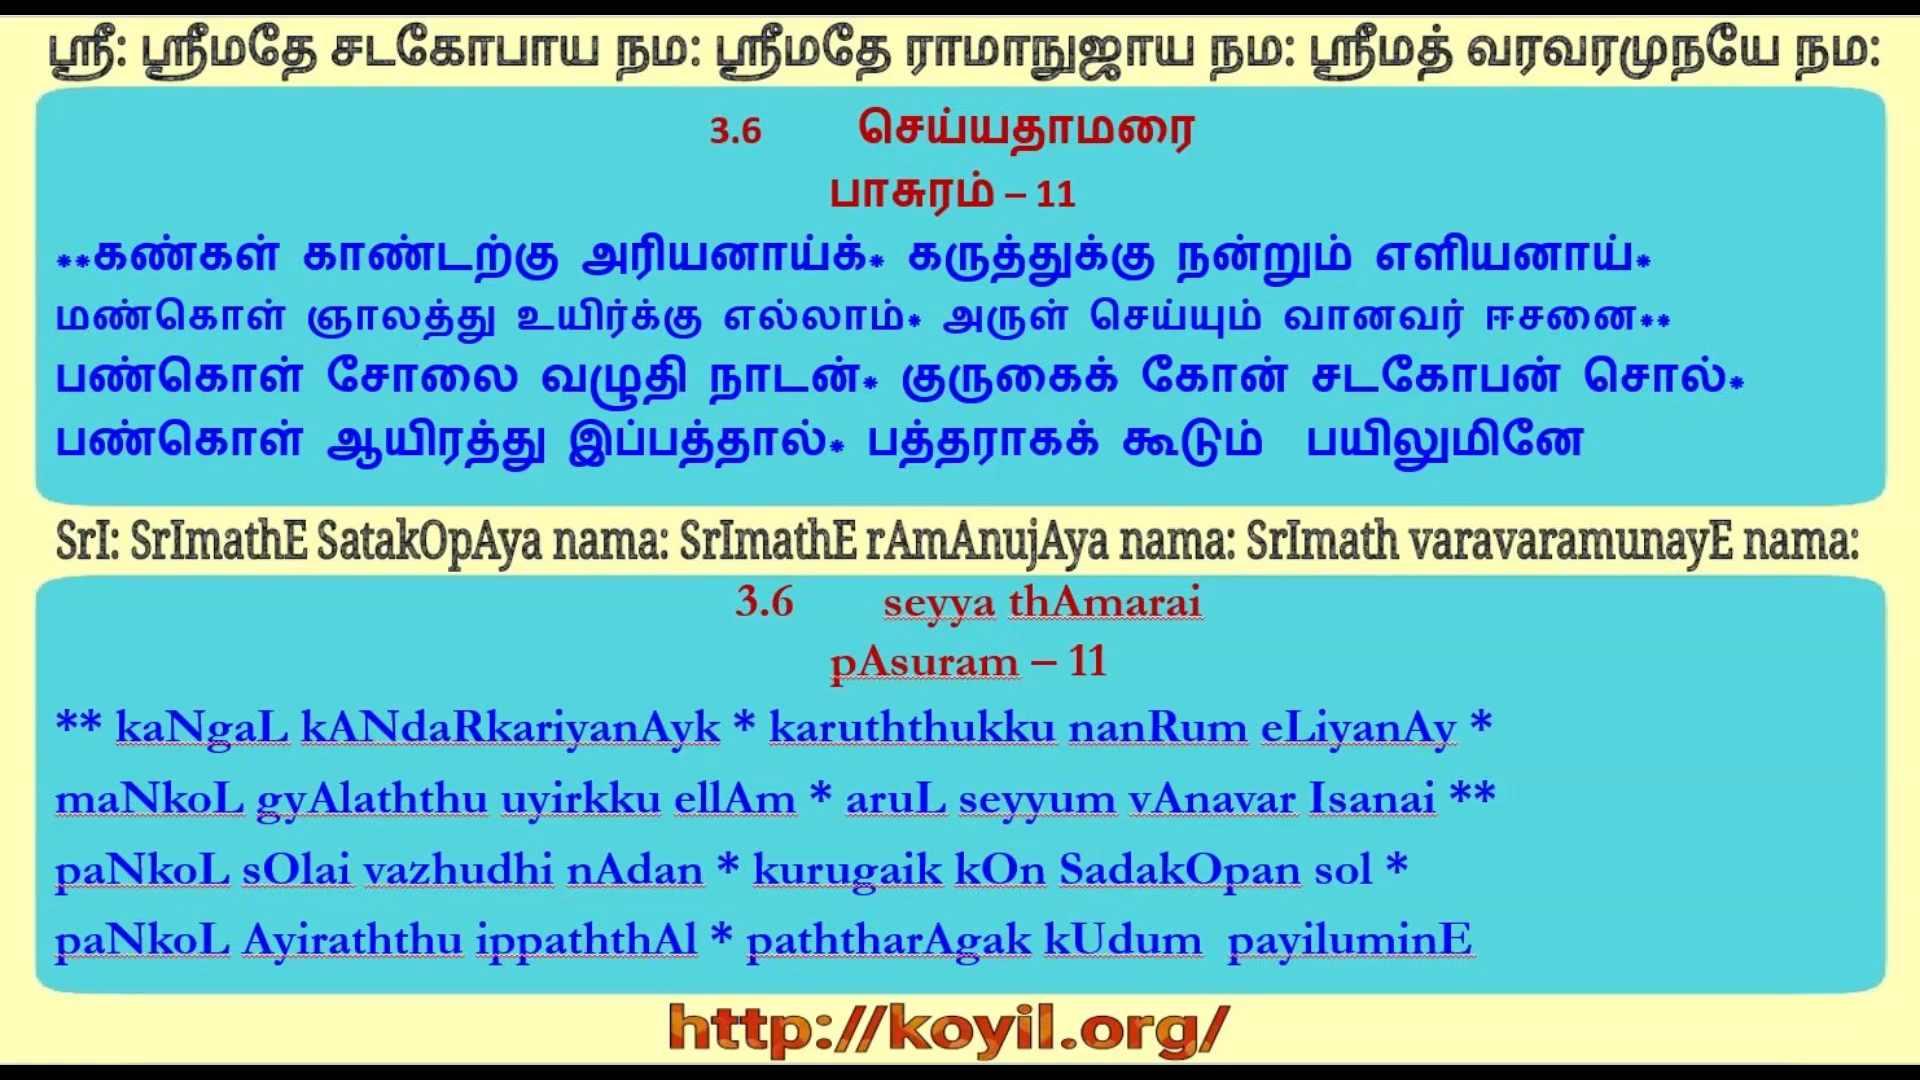 ஸ்ரீ: ஸ்ரீமதே சடகோபாய நம: ஸ்ரீமதே ராமாநுஜாய நம: ஸ்ரீமத் வரவரமுநயே நம:
3.6 செய்யதாமரை
பாசுரம் – 11
**கண்கள் காண்டற்கு அரியனாய்க்* கருத்துக்கு நன்றும் எளியனாய்*
மண்கொள் ஞாலத்து உயிர்க்கு எல்லாம்* அருள் செய்யும் வானவர் ஈசனை**
பண்கொள் சோலை வழுதி நாடன்* குருகைக் கோன் சடகோபன் சொல்*
பண்கொள் ஆயிரத்து இப்பத்தால்* பத்தராகக் கூடும் பயிலுமினே
SrI: SrImathE SatakOpAya nama: SrImathE rAmAnujAya nama: SrImath varavaramunayE nama:
3.6 seyya thAmarai
pAsuram – 11
** kaNgaL kANdaRkariyanAyk * karuththukku nanRum eLiyanAy *
maNkoL gyAlaththu uyirkku ellAm * aruL seyyum vAnavar Isanai **
paNkoL sOlai vazhudhi nAdan * kurugaik kOn SadakOpan sol *
paNkoL Ayiraththu ippaththAl * paththarAgak kUdum payiluminE
http://koyil.org/